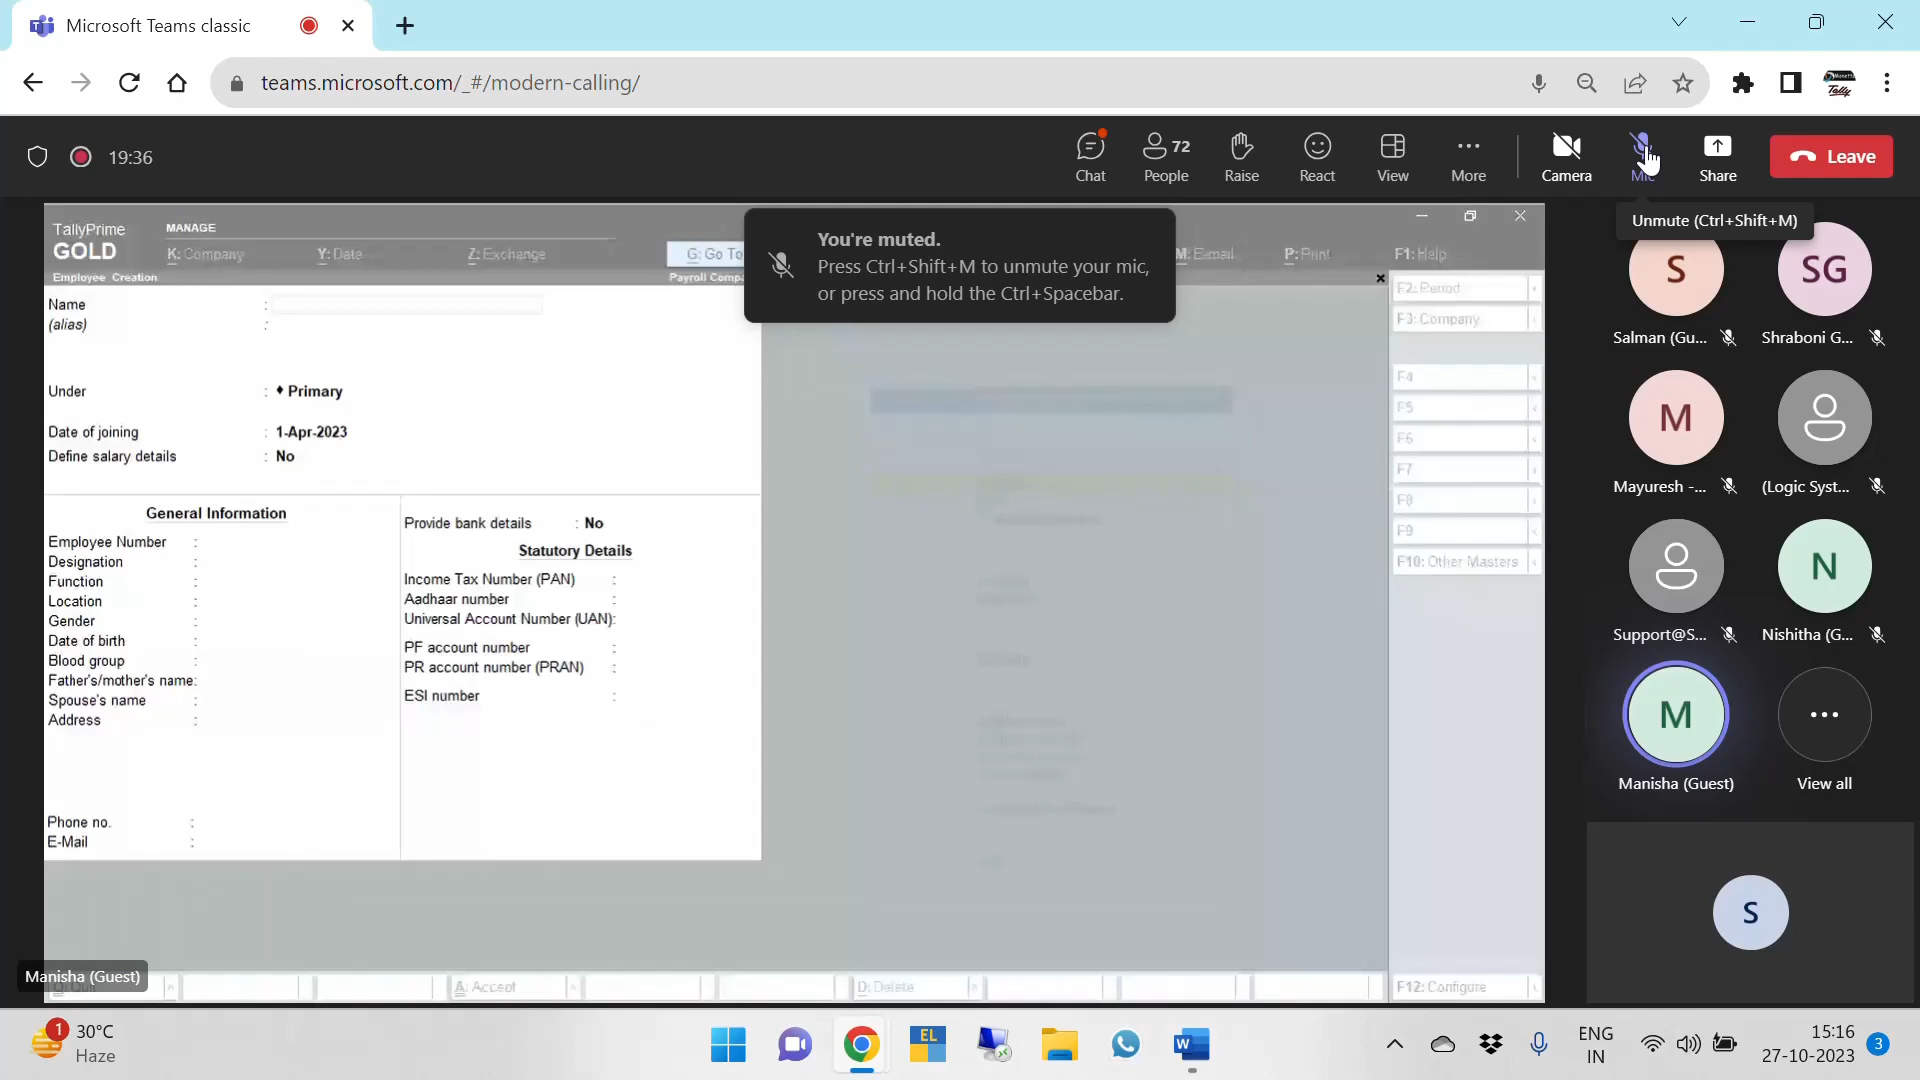 Microsoft Teams classic
teams.microsoft.com/_#/modern-calling/
19:36
Chat
72
People
Raise
React
View
More
Camera
Mic
Share
Leave
Unmute (Ctrl+Shift+M)
You're muted.
Press Ctrl+Shift+M to unmute your mic,
or press and hold the Ctrl+Spacebar.
TallyPrime
GOLD
MANAGE
K: Company
Y: Date
Z: Exchange
G: Go To
M: E-mail
P: Print
F1: Help
Employee Creation
Payroll Compa
Name :
(alias) :
Under : ♦ Primary
Date of joining : 1-Apr-2023
Define salary details : No
General Information
Employee Number :
Designation :
Function :
Location :
Gender :
Date of birth :
Blood group :
Father's/mother's name:
Spouse's name :
Address :
Phone no. :
E-Mail :
Provide bank details : No
Statutory Details
Income Tax Number (PAN) :
Aadhaar number :
Universal Account Number (UAN):
PF account number :
PR account number (PRAN) :
ESI number :
F2: Period
F3: Company
F4
F5
F6
F7
F8
F9
F10: Other Masters
F12: Configure
Q: Quit
A: Accept
D: Delete
Manisha (Guest)
S
SG
Salman (Gu...
Shraboni G...
M
Mayuresh -...
(Logic Syst...
N
Support@S...
Nishitha (G...
M
Manisha (Guest)
View all
S
1
30°C
Haze
EL
W
ENG
IN
15:16
27-10-2023
3